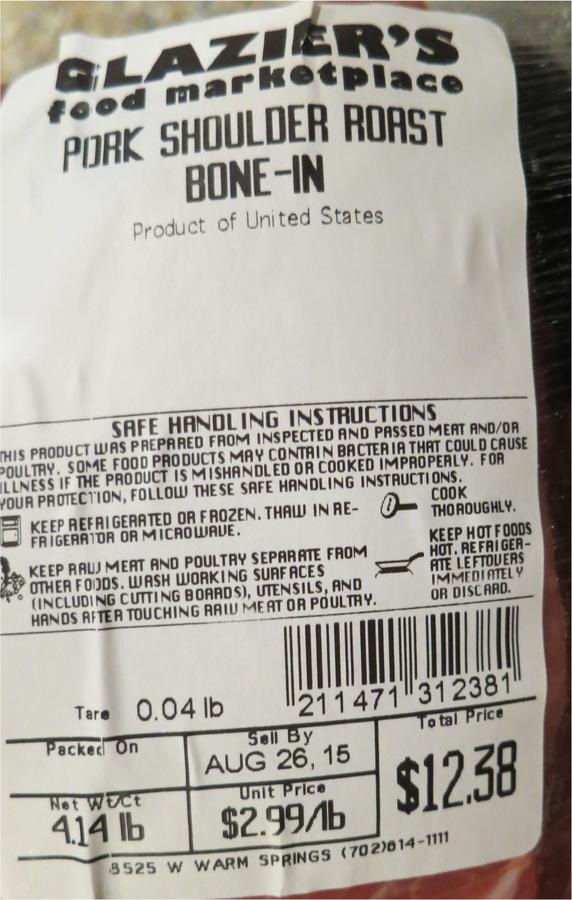 GLAZIER'S
food marketplace
PORK SHOULDER ROAST
BONE-IN
Product of United States
SAFE HANDLING INSTRUCTIONS
THIS PRODUCT WAS PREPARED FROM INSPECTED AND PASSED MEAT AND/OR
POULTRY. SOME FOOD PRODUCTS MAY CONTAIN BACTERIA THAT COULD CAUSE
ILLNESS IF THE PRODUCT IS MISHANDLED OR COOKED IMPROPERLY. FOR
YOUR PROTECTION, FOLLOW THESE SAFE HANDLING INSTRUCTIONS.
KEEP REFRIGERATED OR FROZEN. THAW IN RE-
FRIGERATOR OR MICROWAVE.
COOK
THOROUGHLY.
KEEP RAW MEAT AND POULTRY SEPARATE FROM
OTHER FOODS. WASH WORKING SURFACES
(INCLUDING CUTTING BOARDS), UTENSILS, AND
HANDS AFTER TOUCHING RAW MEAT OR POULTRY.
KEEP HOT FOODS
HOT. REFRIGER-
ATE LEFTOVERS
IMMEDIATELY
OR DISCARD.
211471 312381
Tare 0.04 lb
Packed On
Sell By
AUG 26, 15
Total Price
$12.38
Net Wt/Ct
4.14 lb
Unit Price
$2.99/lb
8525 W WARM SPRINGS (702)614-1111